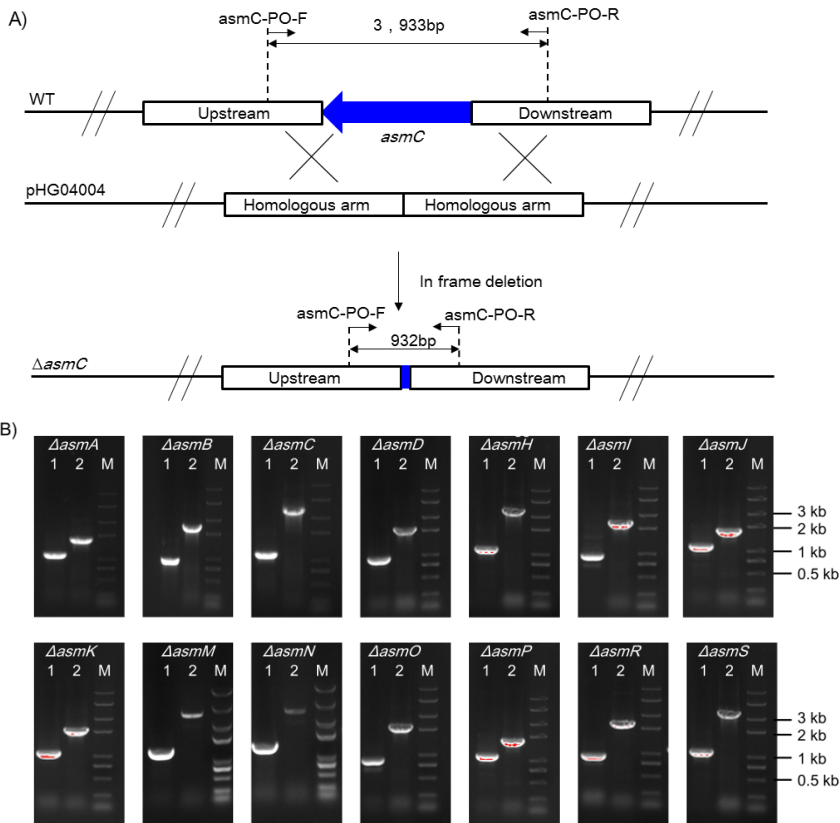 A)
asmC-PO-F
3，933bp
asmC-PO-R
WT
Upstream
asmC
Downstream
pHG04004
Homologous arm
Homologous arm
In frame deletion
asmC-PO-F
asmC-PO-R
932bp
ΔasmC
Upstream
Downstream
B)
ΔasmA ΔasmB ΔasmC ΔasmD ΔasmH ΔasmI ΔasmJ
1 2 M 1 2 M 1 2 M 1 2 M 1 2 M 1 2 M 1 2 M
3 kb
2 kb
1 kb
0.5 kb
ΔasmK ΔasmM ΔasmN ΔasmO ΔasmP ΔasmR ΔasmS
1 2 M 1 2 M 1 2 M 1 2 M 1 2 M 1 2 M 1 2 M
3 kb
2 kb
1 kb
0.5 kb